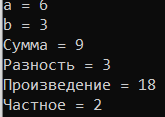 a = 6
b = 3
Сумма = 9
Разность = 3
Произведение = 18
Частное = 2